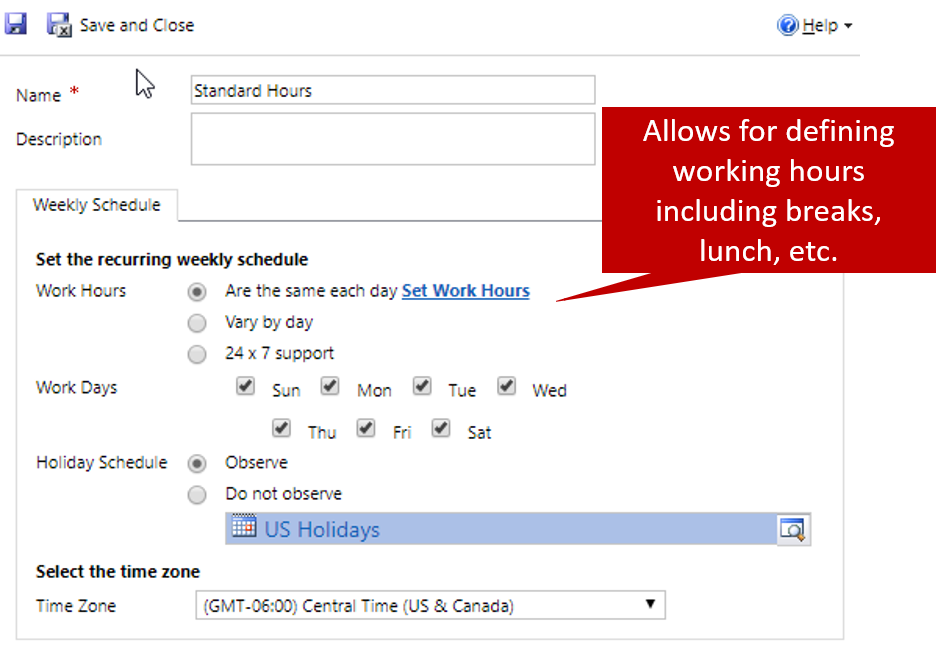 Save and Close
Help
Name *
Standard Hours
Description
Allows for defining
working hours
including breaks,
lunch, etc.
Weekly Schedule
Set the recurring weekly schedule
Work Hours Are the same each day Set Work Hours
Vary by day
24 x 7 support
Work Days Sun Mon Tue Wed
Thu Fri Sat
Holiday Schedule Observe
Do not observe
US Holidays
Select the time zone
Time Zone (GMT-06:00) Central Time (US & Canada)